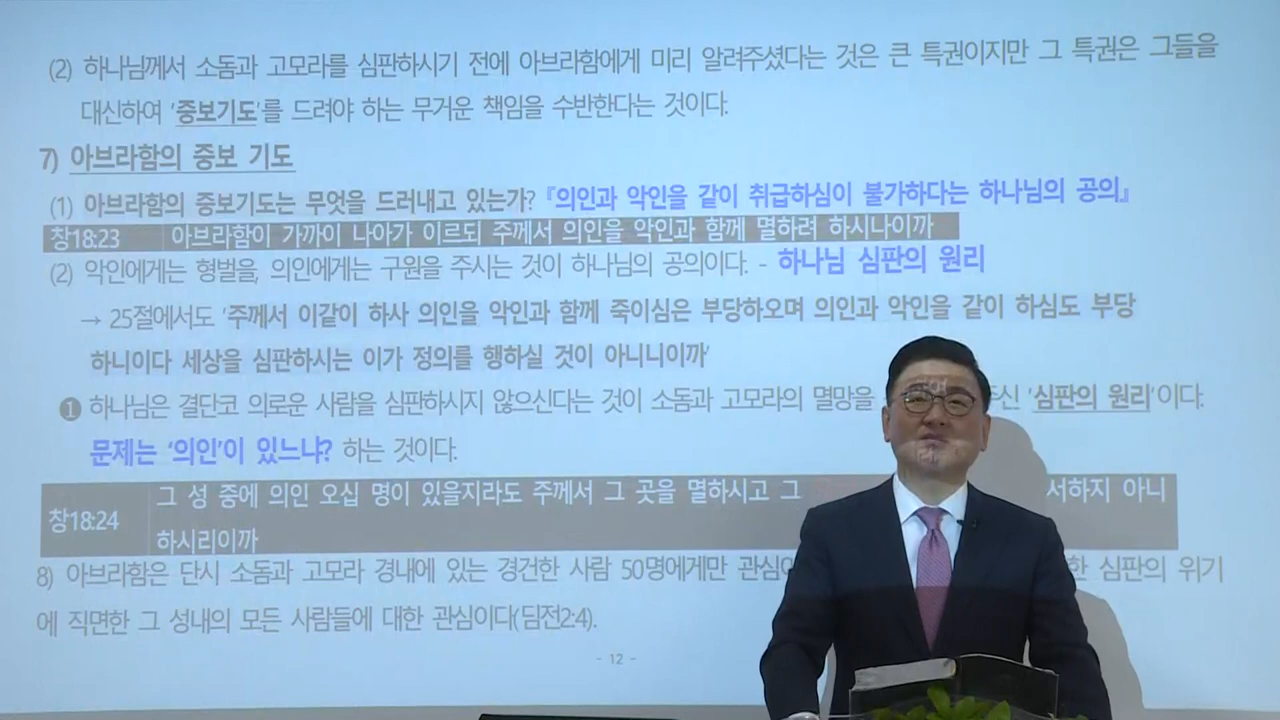 (2) 하나님께서 소돔과 고모라를 심판하시기 전에 아브라함에게 미리 알려주셨다는 것은 큰 특권이지만 그 특권은 그들을
대신하여 '중보기도'를 드려야 하는 무거운 책임을 수반한다는 것이다.
7) 아브라함의 중보 기도
(1) 아브라함의 중보기도는 무엇을 드러내고 있는가? 『의인과 악인을 같이 취급하심이 불가하다는 하나님의 공의』
창18:23 아브라함이 가까이 나아가 이르되 주께서 의인을 악인과 함께 멸하려 하시나이까
(2) 악인에게는 형벌을, 의인에게는 구원을 주시는 것이 하나님의 공의이다. - 하나님 심판의 원리
→ 25절에서도 '주께서 이같이 하사 의인을 악인과 함께 죽이심은 부당하오며 의인과 악인을 같이 하심도 부당
하니이다 세상을 심판하시는 이가 정의를 행하실 것이 아니니이까'
❶ 하나님은 결단코 의로운 사람을 심판하시지 않으신다는 것이 소돔과 고모라의 멸망을 신 '심판의 원리'이다.
문제는 '의인'이 있느냐? 하는 것이다.
창18:24 그 성 중에 의인 오십 명이 있을지라도 주께서 그 곳을 멸하시고 그 서하지 아니
하시리이까
8) 아브라함은 단시 소돔과 고모라 경내에 있는 경건한 사람 50명에게만 한 심판의 위기
에 직면한 그 성내의 모든 사람들에 대한 관심이다(딤전2:4).
- 12 -